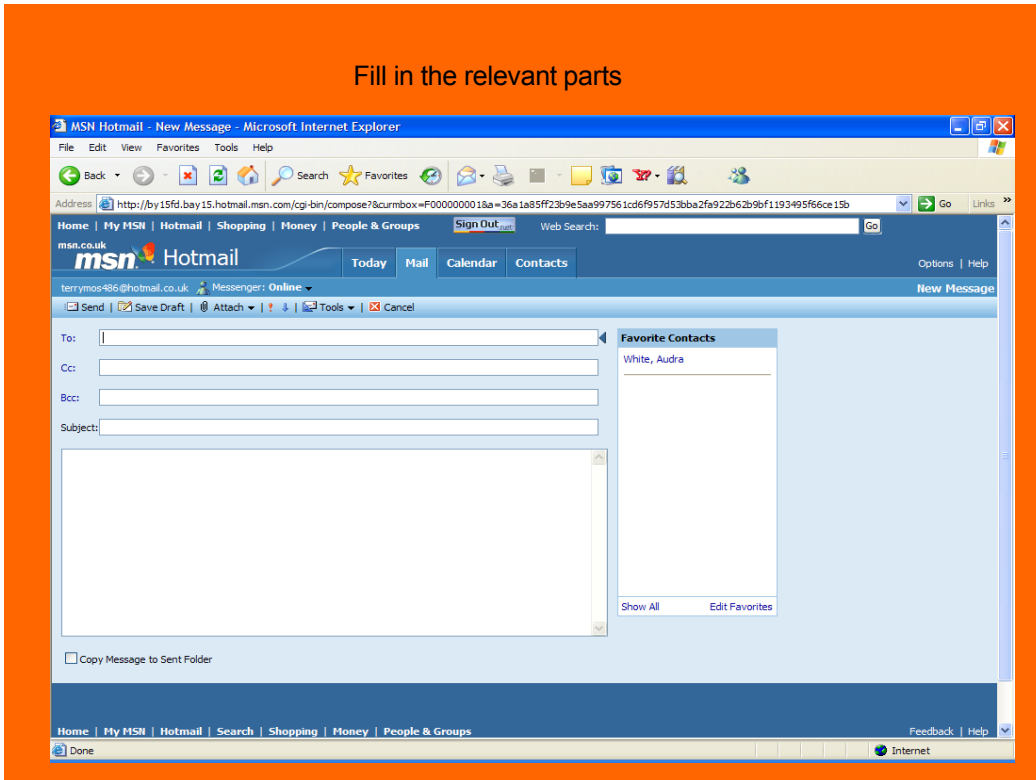 Fill in the relevant parts
MSN Hotmail - New Message - Microsoft Internet Explorer
File Edit View Favorites Tools Help
Back Search Favorites Y?
Address http://by15fd.bay15.hotmail.msn.com/cgi-bin/compose?&curmbox=F000000001&a=36a1a85ff23b9e5aa997561cd6f957d53bba2fa922b62b9bf1193495f66ce15b Go Links »
Home | My MSN | Hotmail | Shopping | Money | People & Groups Sign Out .net Web Search: Go
msn.co.uk
msn Hotmail Today Mail Calendar Contacts Options | Help
terrymos486@hotmail.co.uk Messenger: Online New Message
Send | Save Draft | Attach | ! | Tools | Cancel
To: Favorite Contacts
White, Audra
Cc:
Bcc:
Subject:
Show All Edit Favorites
Copy Message to Sent Folder
Home | My MSN | Hotmail | Search | Shopping | Money | People & Groups Feedback | Help
Done Internet